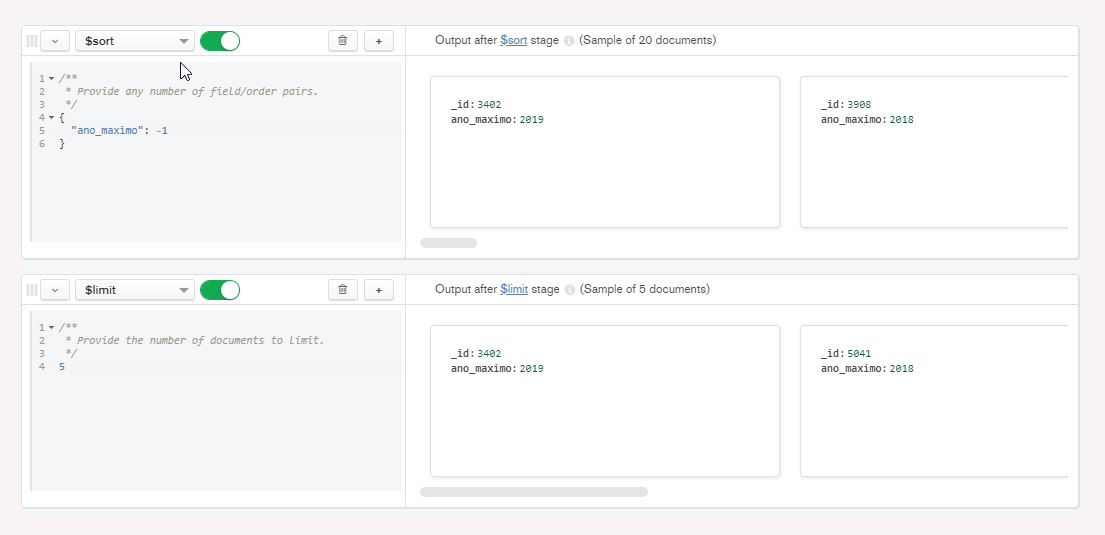 $sort
+
Output after $sort stage (Sample of 20 documents)
1 /**
2 * Provide any number of field/order pairs.
3 */
4 {
5 "ano_maximo": -1
6 }
_id: 3402
ano_maximo: 2019
_id: 3908
ano_maximo: 2018
$limit
+
Output after $limit stage (Sample of 5 documents)
1 /**
2 * Provide the number of documents to limit.
3 */
4 5
_id: 3402
ano_maximo: 2019
_id: 5041
ano_maximo: 2018